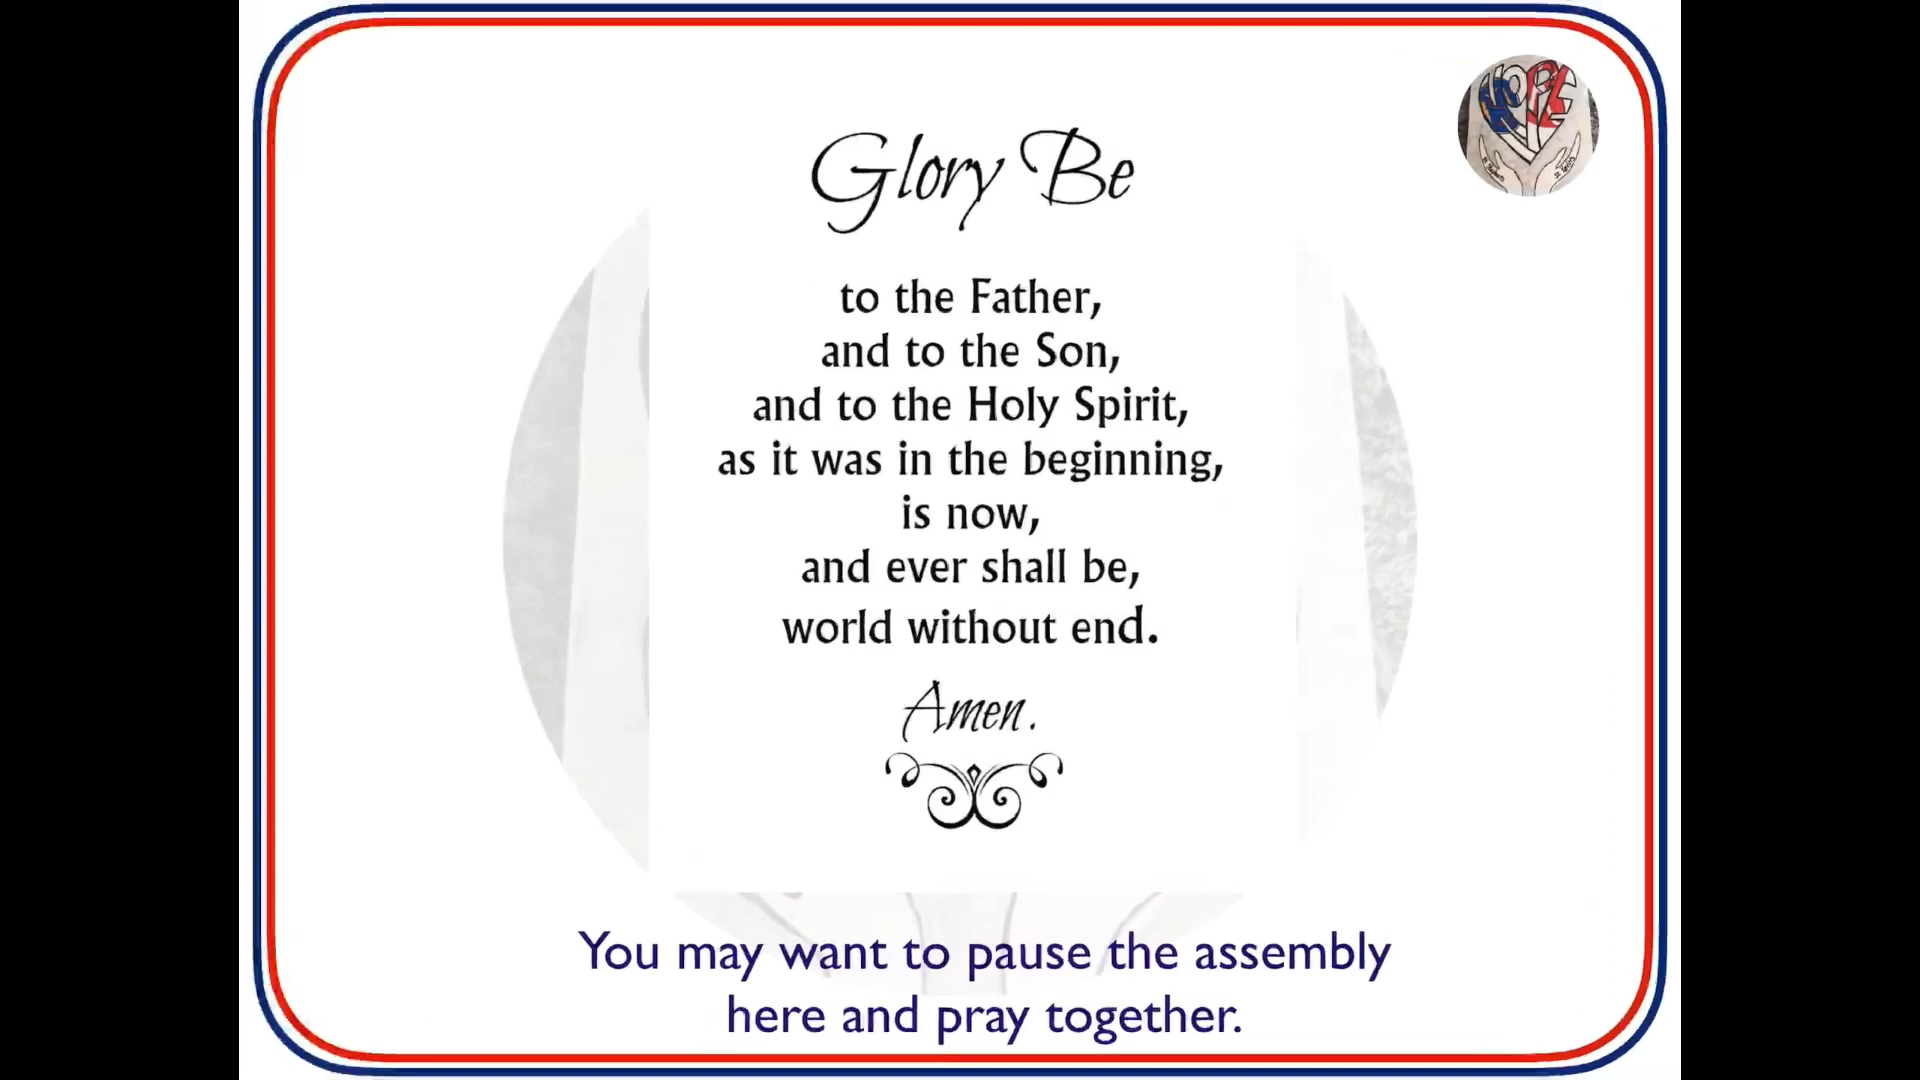 HOPE
Glory Be
to the Father,
and to the Son,
and to the Holy Spirit,
as it was in the beginning,
is now,
and ever shall be,
world without end.
Amen.
You may want to pause the assembly
here and pray together.